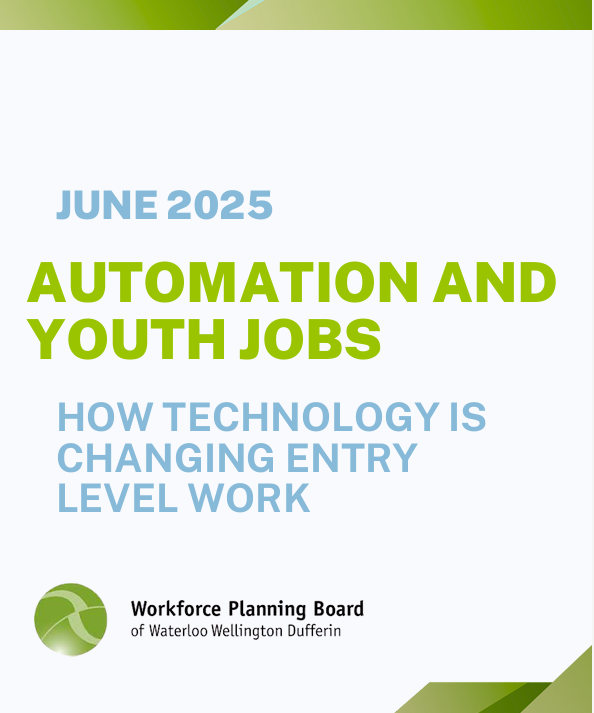 JUNE 2025
AUTOMATION AND
YOUTH JOBS
HOW TECHNOLOGY IS
CHANGING ENTRY
LEVEL WORK
Workforce Planning Board
of Waterloo Wellington Dufferin